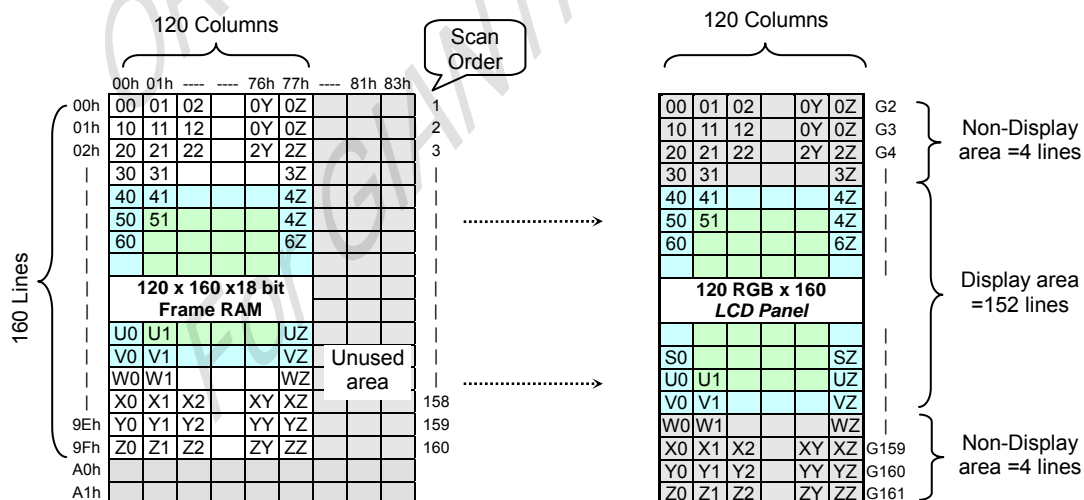 120 Columns
Scan
Order
120 Columns
00h 01h ---- ---- 76h 77h ---- 81h 83h
00h 00 01 02 0Y 0Z 1
01h 10 11 12 0Y 0Z 2
02h 20 21 22 2Y 2Z 3
30 31 3Z
40 41 4Z
50 51 4Z
60 6Z
160 Lines
120 x 160 x18 bit
Frame RAM
U0 U1 UZ
V0 V1 VZ
W0 W1 WZ
Unused
area
X0 X1 X2 XY XZ 158
9Eh Y0 Y1 Y2 YY YZ 159
9Fh Z0 Z1 Z2 ZY ZZ 160
A0h
A1h
00 01 02 0Y 0Z G2
10 11 12 0Y 0Z G3
20 21 22 2Y 2Z G4
30 31 3Z
40 41 4Z
50 51 4Z
60 6Z
120 RGB x 160
LCD Panel
S0 SZ
U0 U1 UZ
V0 V1 VZ
W0 W1 WZ
X0 X1 X2 XY XZ G159
Y0 Y1 Y2 YY YZ G160
Z0 Z1 Z2 ZY ZZ G161
Non-Display
area =4 lines
Display area
=152 lines
Non-Display
area =4 lines
For